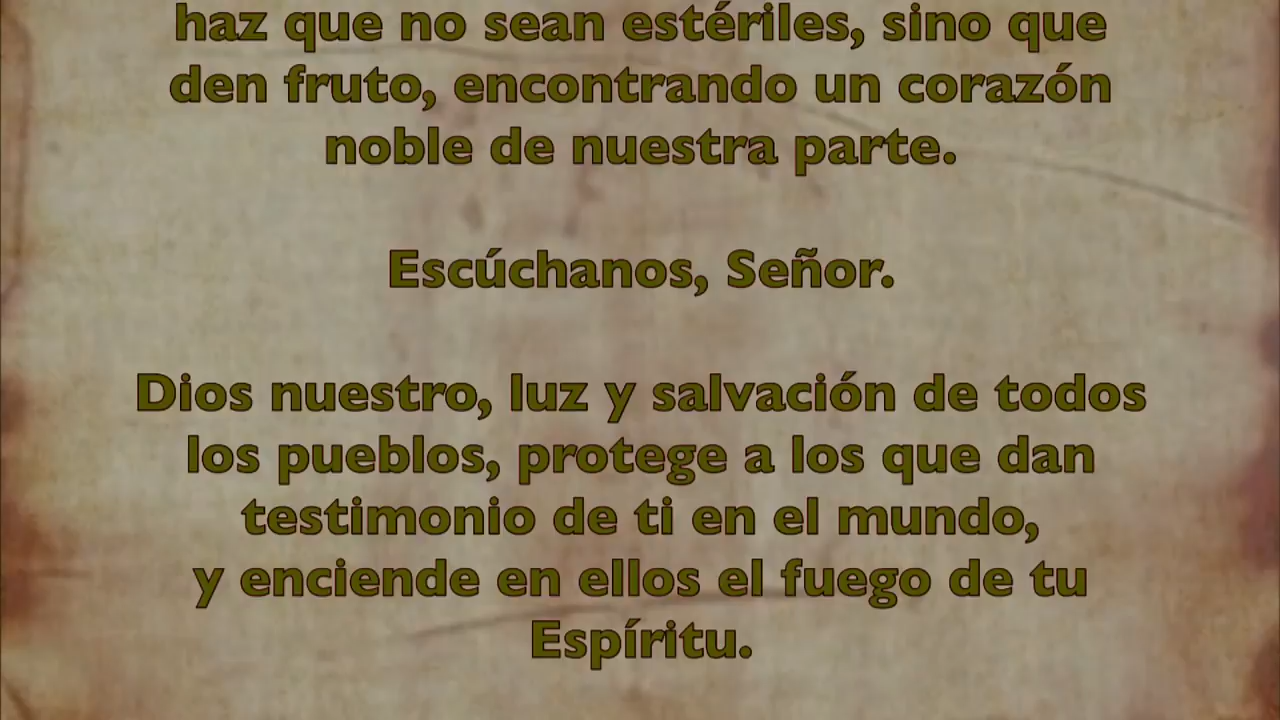 haz que no sean estériles, sino que
den fruto, encontrando un corazón
noble de nuestra parte.
Escúchanos, Señor.
Dios nuestro, luz y salvación de todos
los pueblos, protege a los que dan
testimonio de ti en el mundo,
y enciende en ellos el fuego de tu
Espíritu.